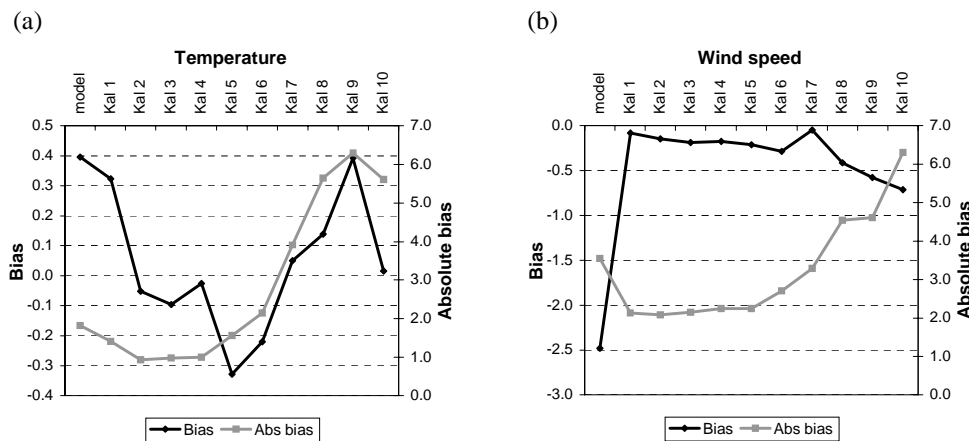 (a)
Temperature
model
Kal 1
Kal 2
Kal 3
Kal 4
Kal 5
Kal 6
Kal 7
Kal 8
Kal 9
Kal 10
Bias
0.5
0.4
0.3
0.2
0.1
0.0
-0.1
-0.2
-0.3
-0.4
7.0
6.0
5.0
4.0
3.0
2.0
1.0
0.0
Absolute bias
Bias
Abs bias
(b)
Wind speed
model
Kal 1
Kal 2
Kal 3
Kal 4
Kal 5
Kal 6
Kal 7
Kal 8
Kal 9
Kal 10
Bias
0.0
-0.5
-1.0
-1.5
-2.0
-2.5
-3.0
7.0
6.0
5.0
4.0
3.0
2.0
1.0
0.0
Absolute bias
Bias
Abs bias